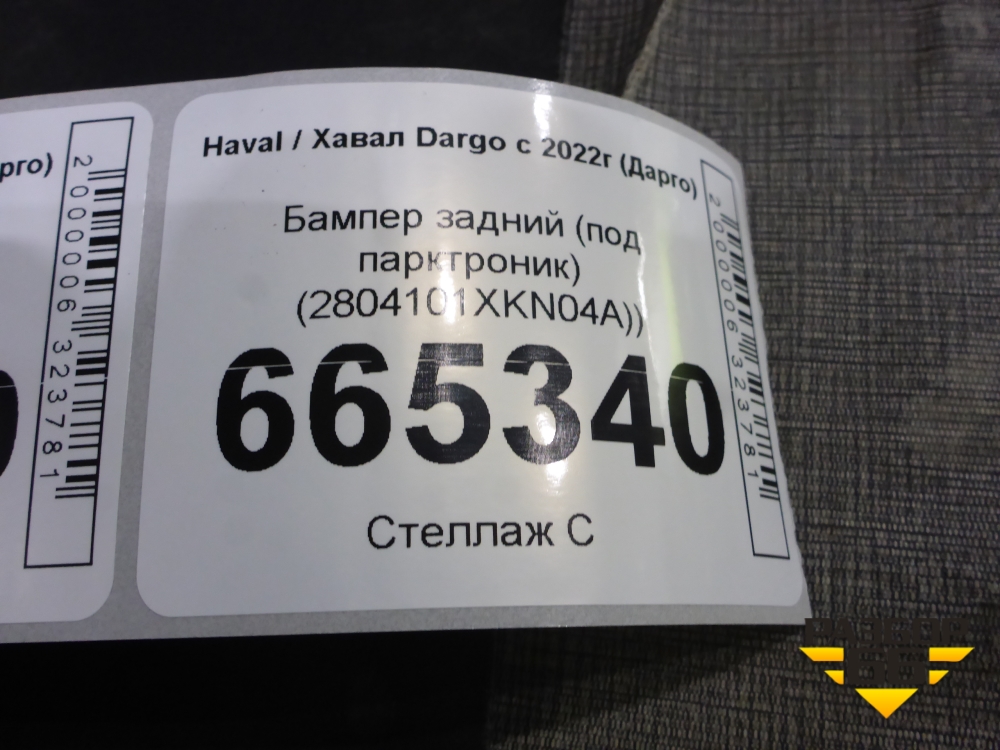 рго)
2000006323781
Haval / Хавал Dargo с 2022г (Дарго)
Бампер задний (под
парктроник)
(2804101XKN04A))
665340
Стеллаж С
2000006323781